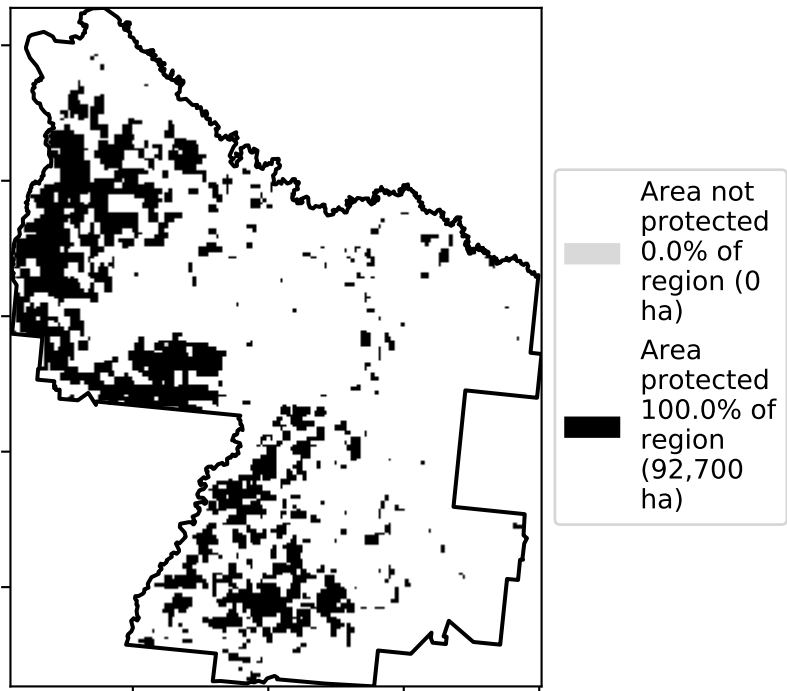 Area not
protected
0.0% of
region (0
ha)
Area
protected
100.0% of
region
(92,700
ha)